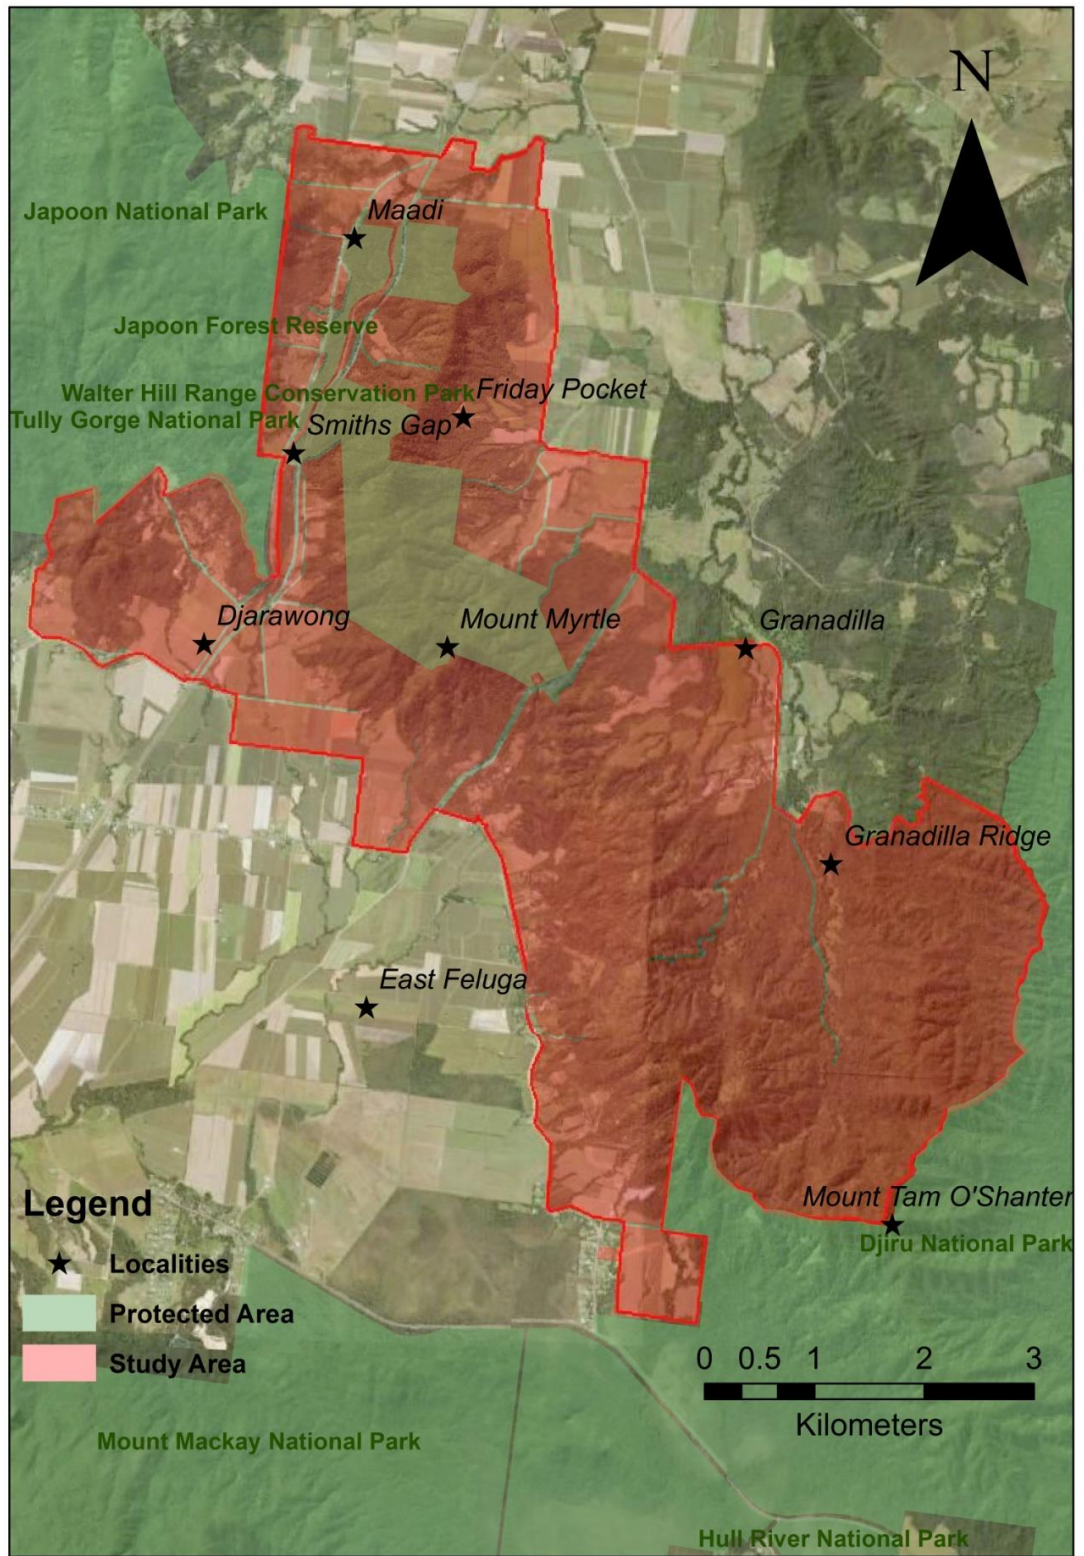 N
Japoon National Park
Maadi
Japoon Forest Reserve
Walter Hill Range Conservation Park
Friday Pocket
Tully Gorge National Park
Smiths Gap
Djarawong
Mount Myrtle
Granadilla
Granadilla Ridge
East Feluga
Mount Tam O'Shanter
Djiru National Park
Legend
Localities
Protected Area
Study Area
0 0.5 1 2 3
Kilometers
Mount Mackay National Park
Hull River National Park